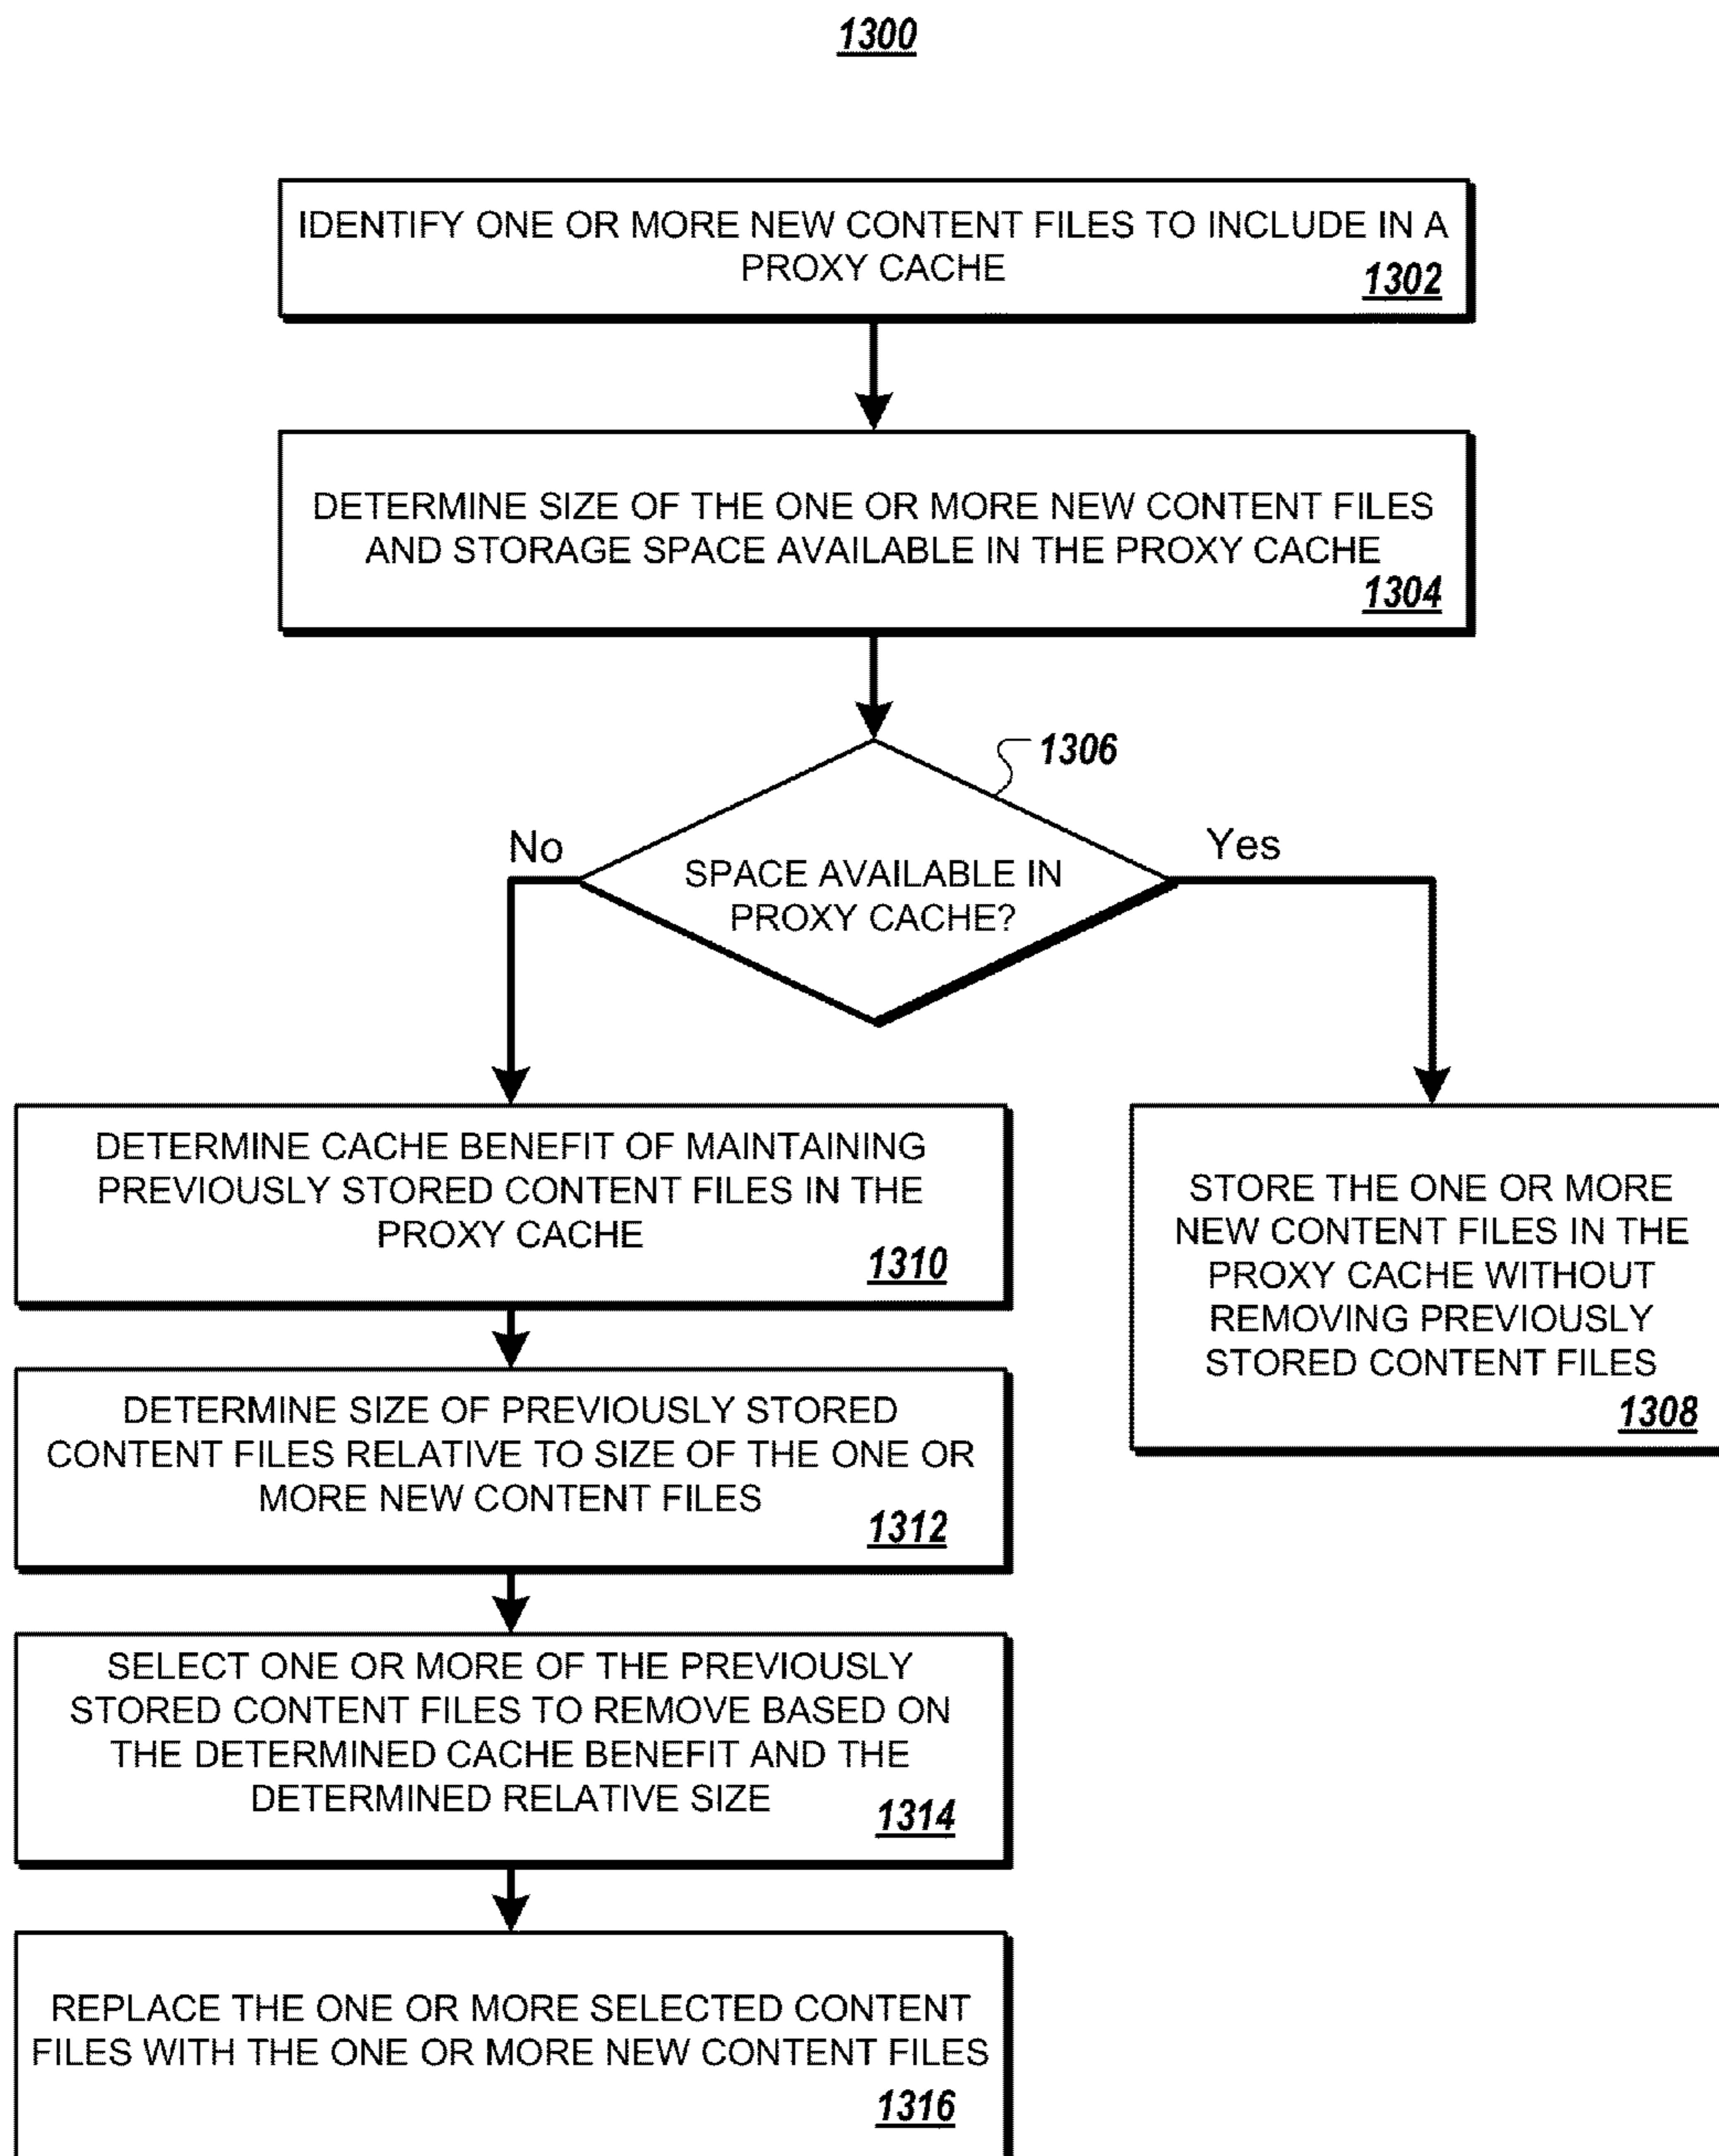 1300
IDENTIFY ONE OR MORE NEW CONTENT FILES TO INCLUDE IN A
PROXY CACHE
1302
DETERMINE SIZE OF THE ONE OR MORE NEW CONTENT FILES
AND STORAGE SPACE AVAILABLE IN THE PROXY CACHE
1304
1306
No
Yes
SPACE AVAILABLE IN
PROXY CACHE?
DETERMINE CACHE BENEFIT OF MAINTAINING
PREVIOUSLY STORED CONTENT FILES IN THE
PROXY CACHE
1310
STORE THE ONE OR MORE
NEW CONTENT FILES IN THE
PROXY CACHE WITHOUT
REMOVING PREVIOUSLY
STORED CONTENT FILES
1308
DETERMINE SIZE OF PREVIOUSLY STORED
CONTENT FILES RELATIVE TO SIZE OF THE ONE OR
MORE NEW CONTENT FILES
1312
SELECT ONE OR MORE OF THE PREVIOUSLY
STORED CONTENT FILES TO REMOVE BASED ON
THE DETERMINED CACHE BENEFIT AND THE
DETERMINED RELATIVE SIZE
1314
REPLACE THE ONE OR MORE SELECTED CONTENT
FILES WITH THE ONE OR MORE NEW CONTENT FILES
1316